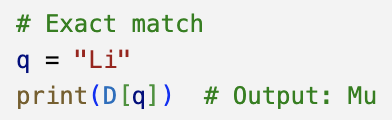 # Exact match
q = "Li"
print(D[q])  # Output: Mu